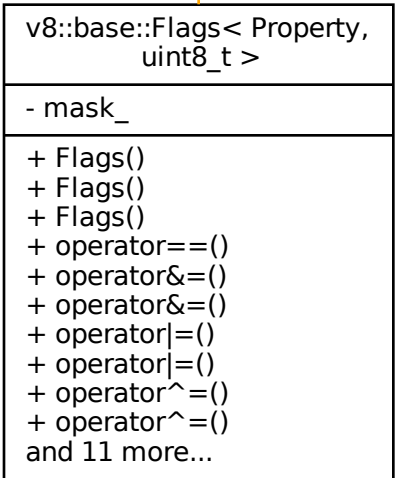 v8::base::Flags< Property,
uint8_t >
- mask_
+ Flags()
+ Flags()
+ Flags()
+ operator==()
+ operator&=()
+ operator&=()
+ operator|=()
+ operator|=()
+ operator^=()
+ operator^=()
and 11 more...